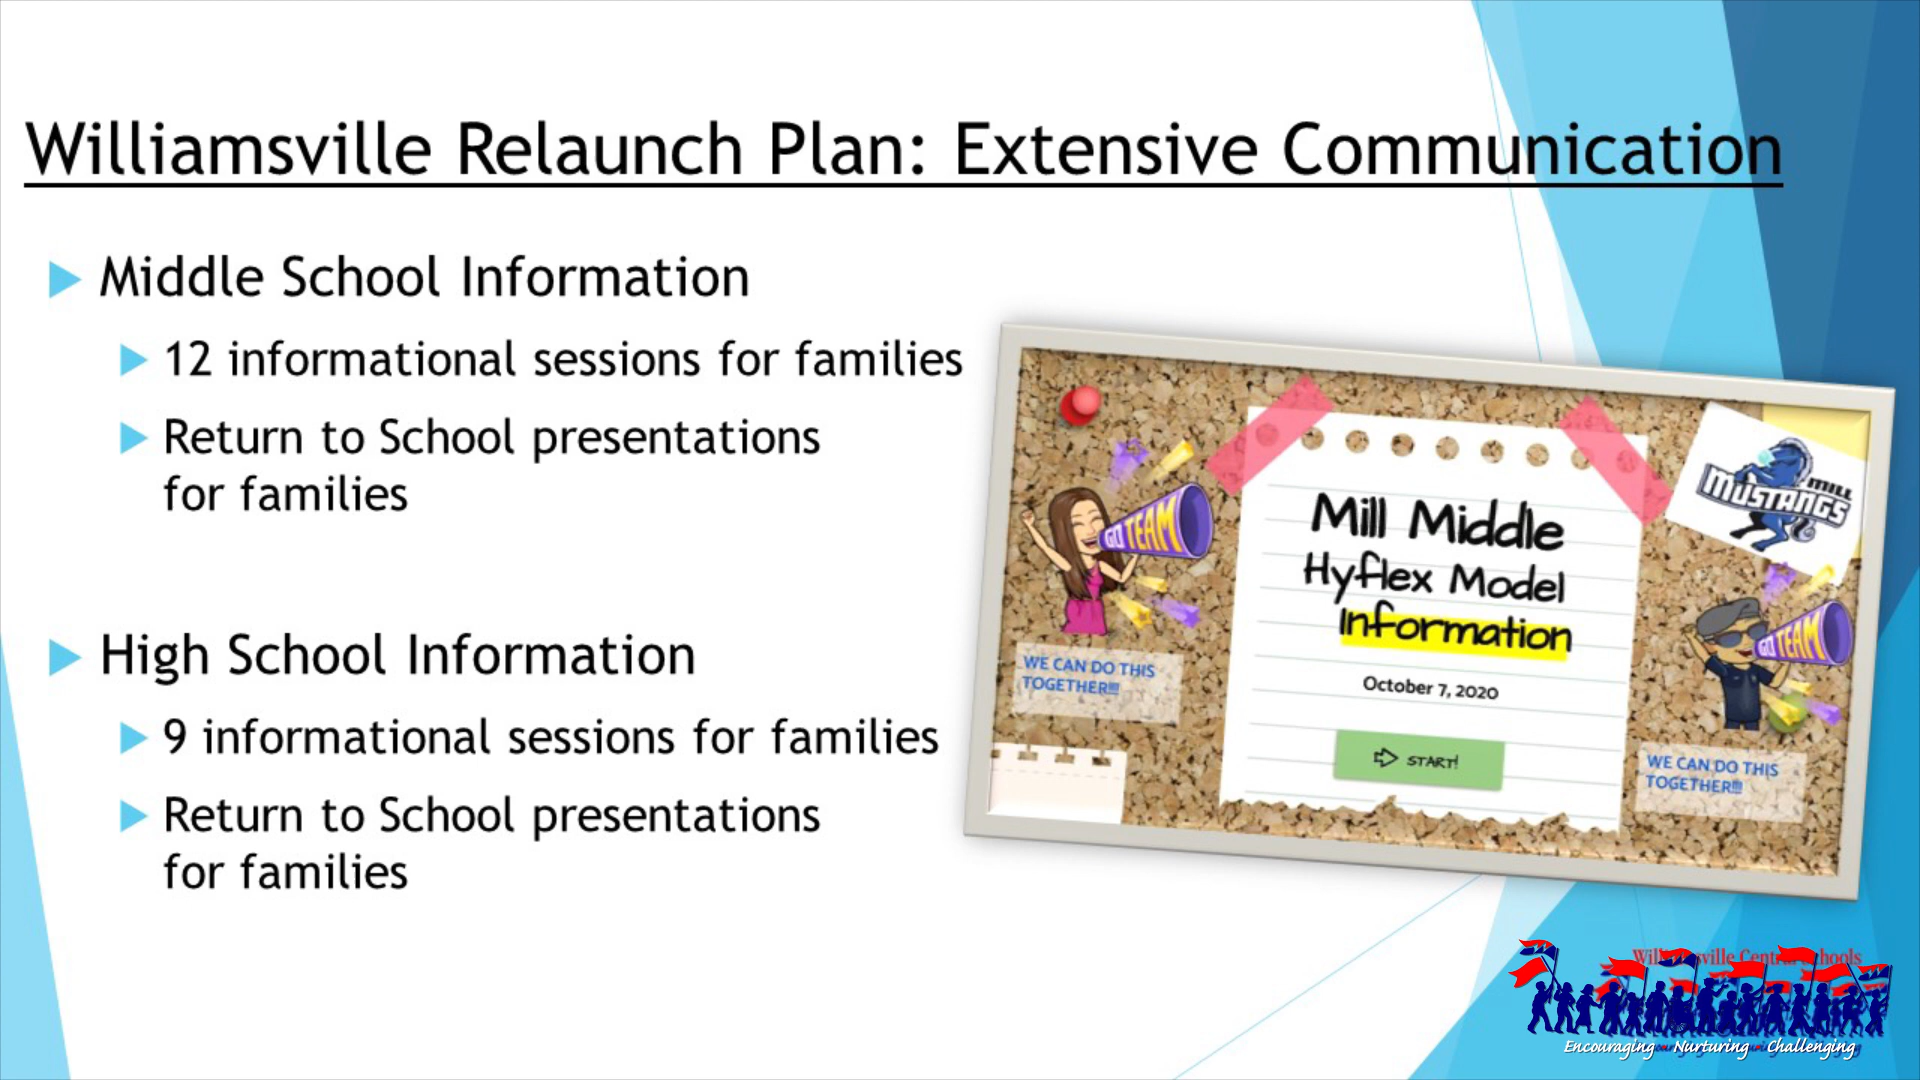 Williamsville Relaunch Plan: Extensive Communication
Middle School Information
12 informational sessions for families
Return to School presentations
for families
High School Information
9 informational sessions for families
Return to School presentations
for families
GO TEAM
WE CAN DO THIS
TOGETHER!!!
Mill Middle
Hyflex Model
Information
October 7, 2020
START!
MILL
MUSTANGS
GO TEAM
WE CAN DO THIS
TOGETHER!!!
Encouraging Nurturing Challenging